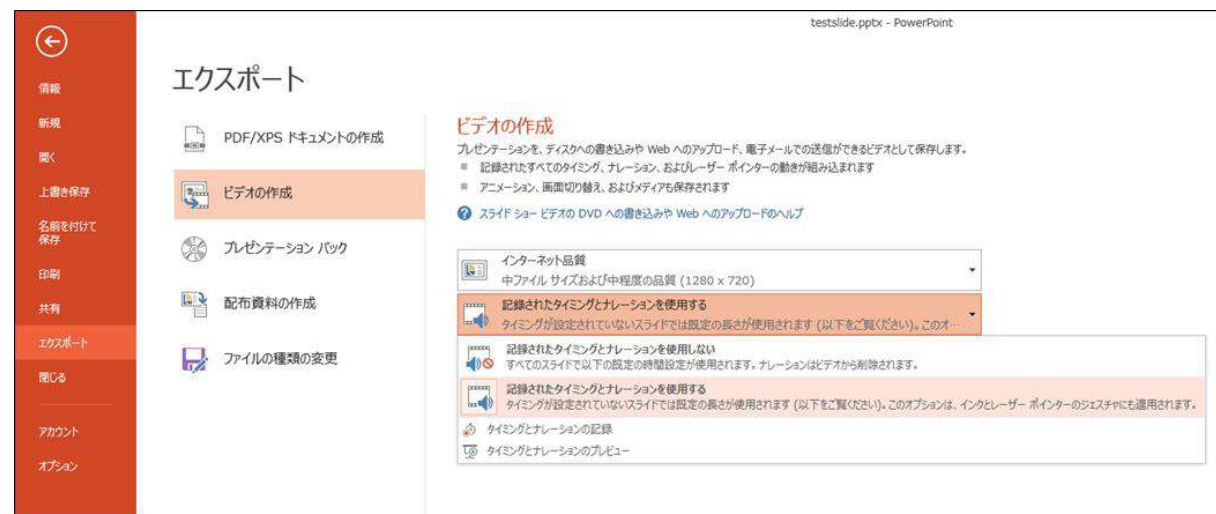 testslide.pptx - PowerPoint
情報
新規
開く
上書き保存
名前を付けて
保存
印刷
共有
エクスポート
閉じる
アカウント
オプション
エクスポート
PDF/XPS ドキュメントの作成
ビデオの作成
プレゼンテーション パック
配布資料の作成
ファイルの種類の変更
ビデオの作成
プレゼンテーションを、ディスクへの書き込みや Web へのアップロード、電子メールでの送信ができるビデオとして保存します。
記録されたすべてのタイミング、ナレーション、およびレーザー ポインターの動きが組み込まれます
アニメーション、画面切り替え、およびメディアも保存されます
スライド ショー ビデオの DVD への書き込みや Web へのアップロードのヘルプ
インターネット品質
中ファイル サイズおよび中程度の品質 (1280 x 720)
記録されたタイミングとナレーションを使用する
タイミングが設定されていないスライドでは既定の長さが使用されます (以下をご覧ください)。このオ…
記録されたタイミングとナレーションを使用しない
すべてのスライドで以下の既定の時間設定が使用されます。ナレーションはビデオから削除されます。
記録されたタイミングとナレーションを使用する
タイミングが設定されていないスライドでは既定の長さが使用されます (以下をご覧ください)。このオプションは、インクとレーザー ポインターのジェスチャにも適用されます。
タイミングとナレーションの記録
タイミングとナレーションのプレビュー